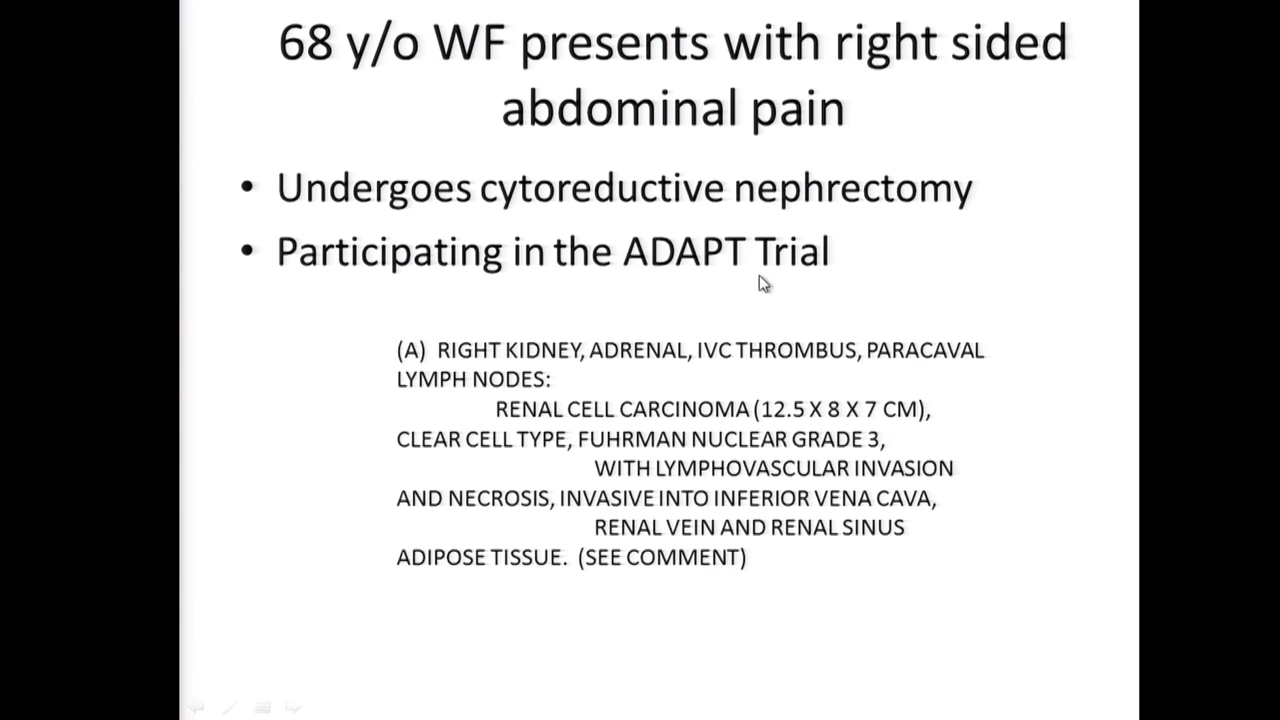 68 y/o WF presents with right sided
abdominal pain
• Undergoes cytoreductive nephrectomy
• Participating in the ADAPT Trial
(A) RIGHT KIDNEY, ADRENAL, IVC THROMBUS, PARACAVAL
LYMPH NODES:
RENAL CELL CARCINOMA (12.5 X 8 X 7 CM),
CLEAR CELL TYPE, FUHRMAN NUCLEAR GRADE 3,
WITH LYMPHOVASCULAR INVASION
AND NECROSIS, INVASIVE INTO INFERIOR VENA CAVA,
RENAL VEIN AND RENAL SINUS
ADIPOSE TISSUE. (SEE COMMENT)